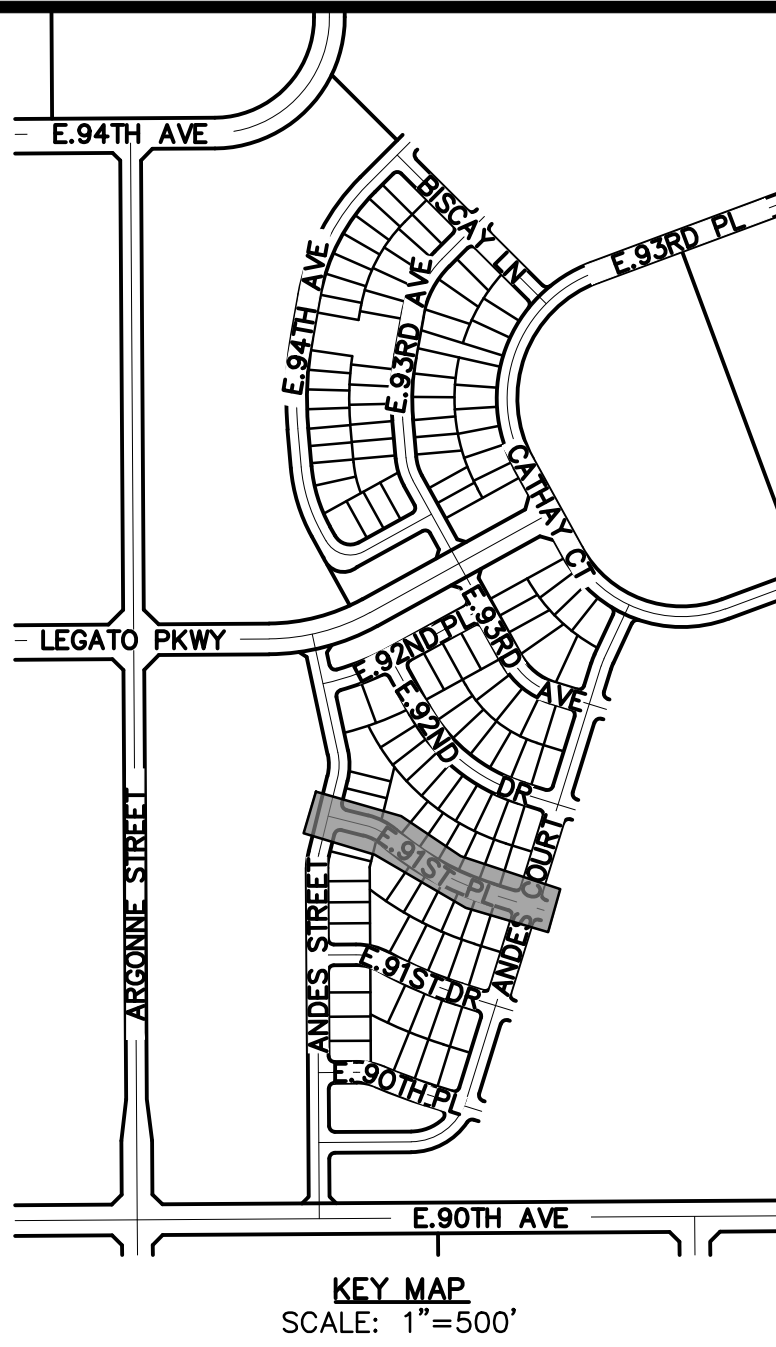 E.94TH AVE
BISCAY LN
E.93RD PL
E.94TH AVE
E.93RD AVE
CATHAY CT
LEGATO PKWY
E.92ND PL
E.93RD AVE
E.92ND DR
ARGONNE STREET
ANDES STREET
E.91ST PL
ANDES COURT
E.91ST DR
E. 90TH PL
E.90TH AVE
KEY MAP
SCALE: 1"=500'